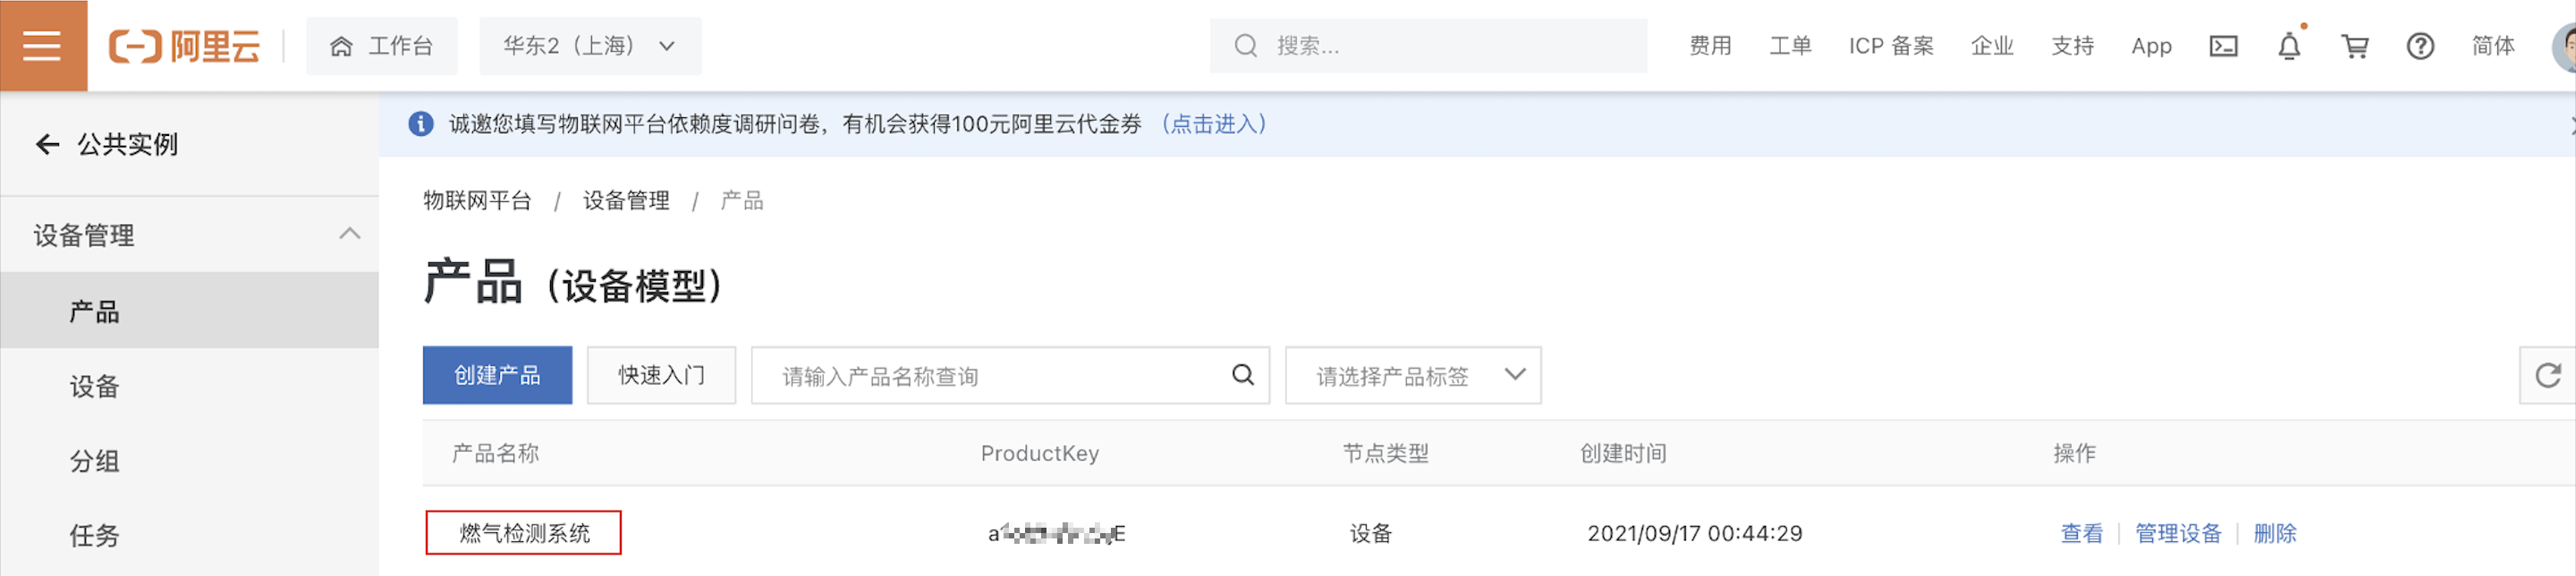 阿里云 工作台 华东2（上海） 搜索... 费用 工单 ICP 备案 企业 支持 App 简体
公共实例
诚邀您填写物联网平台依赖度调研问卷，有机会获得100元阿里云代金券 （点击进入）
物联网平台 / 设备管理 / 产品
设备管理
产品（设备模型）
产品
设备
分组
任务
创建产品 快速入门 请输入产品名称查询 请选择产品标签
产品名称 ProductKey 节点类型 创建时间 操作
燃气检测系统 设备 2021/09/17 00:44:29 查看 管理设备 删除